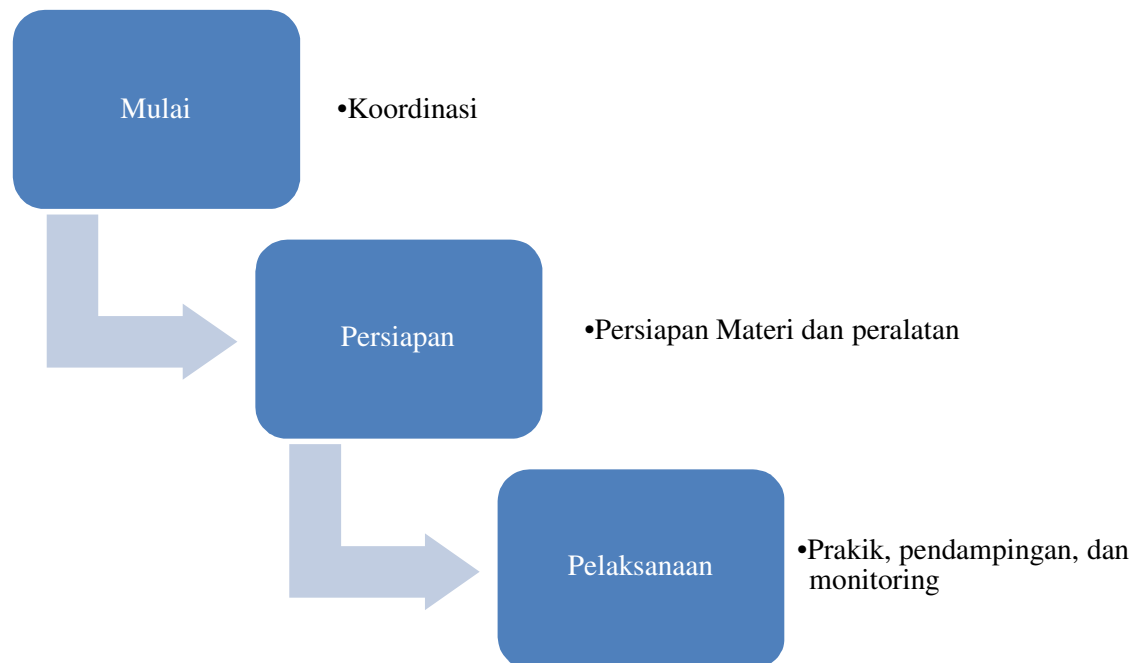 Mulai
•Koordinasi
Persiapan
•Persiapan Materi dan peralatan
Pelaksanaan
•Prakik, pendampingan, dan
monitoring